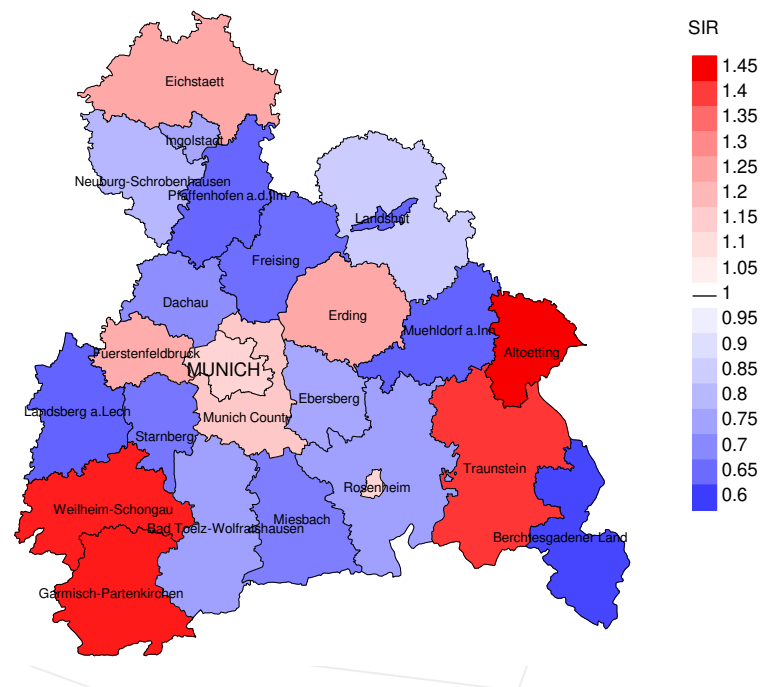 SIR
1.45
1.4
1.35
1.3
1.25
1.2
1.15
1.1
1.05
1
0.95
0.9
0.85
0.8
0.75
0.7
0.65
0.6
Eichstaett
Ingolstadt
Neuburg-Schrobenhausen
Pfaffenhofen a.d.Ilm
Landshut
Freising
Dachau
Erding
Muehldorf a.Inn
Altoetting
Fuerstenfeldbruck
MUNICH
Ebersberg
Landsberg a.Lech
Munich County
Starnberg
Traunstein
Rosenheim
Weilheim-Schongau
Miesbach
Bad Toelz-Wolfratshausen
Berchtesgadener Land
Garmisch-Partenkirchen